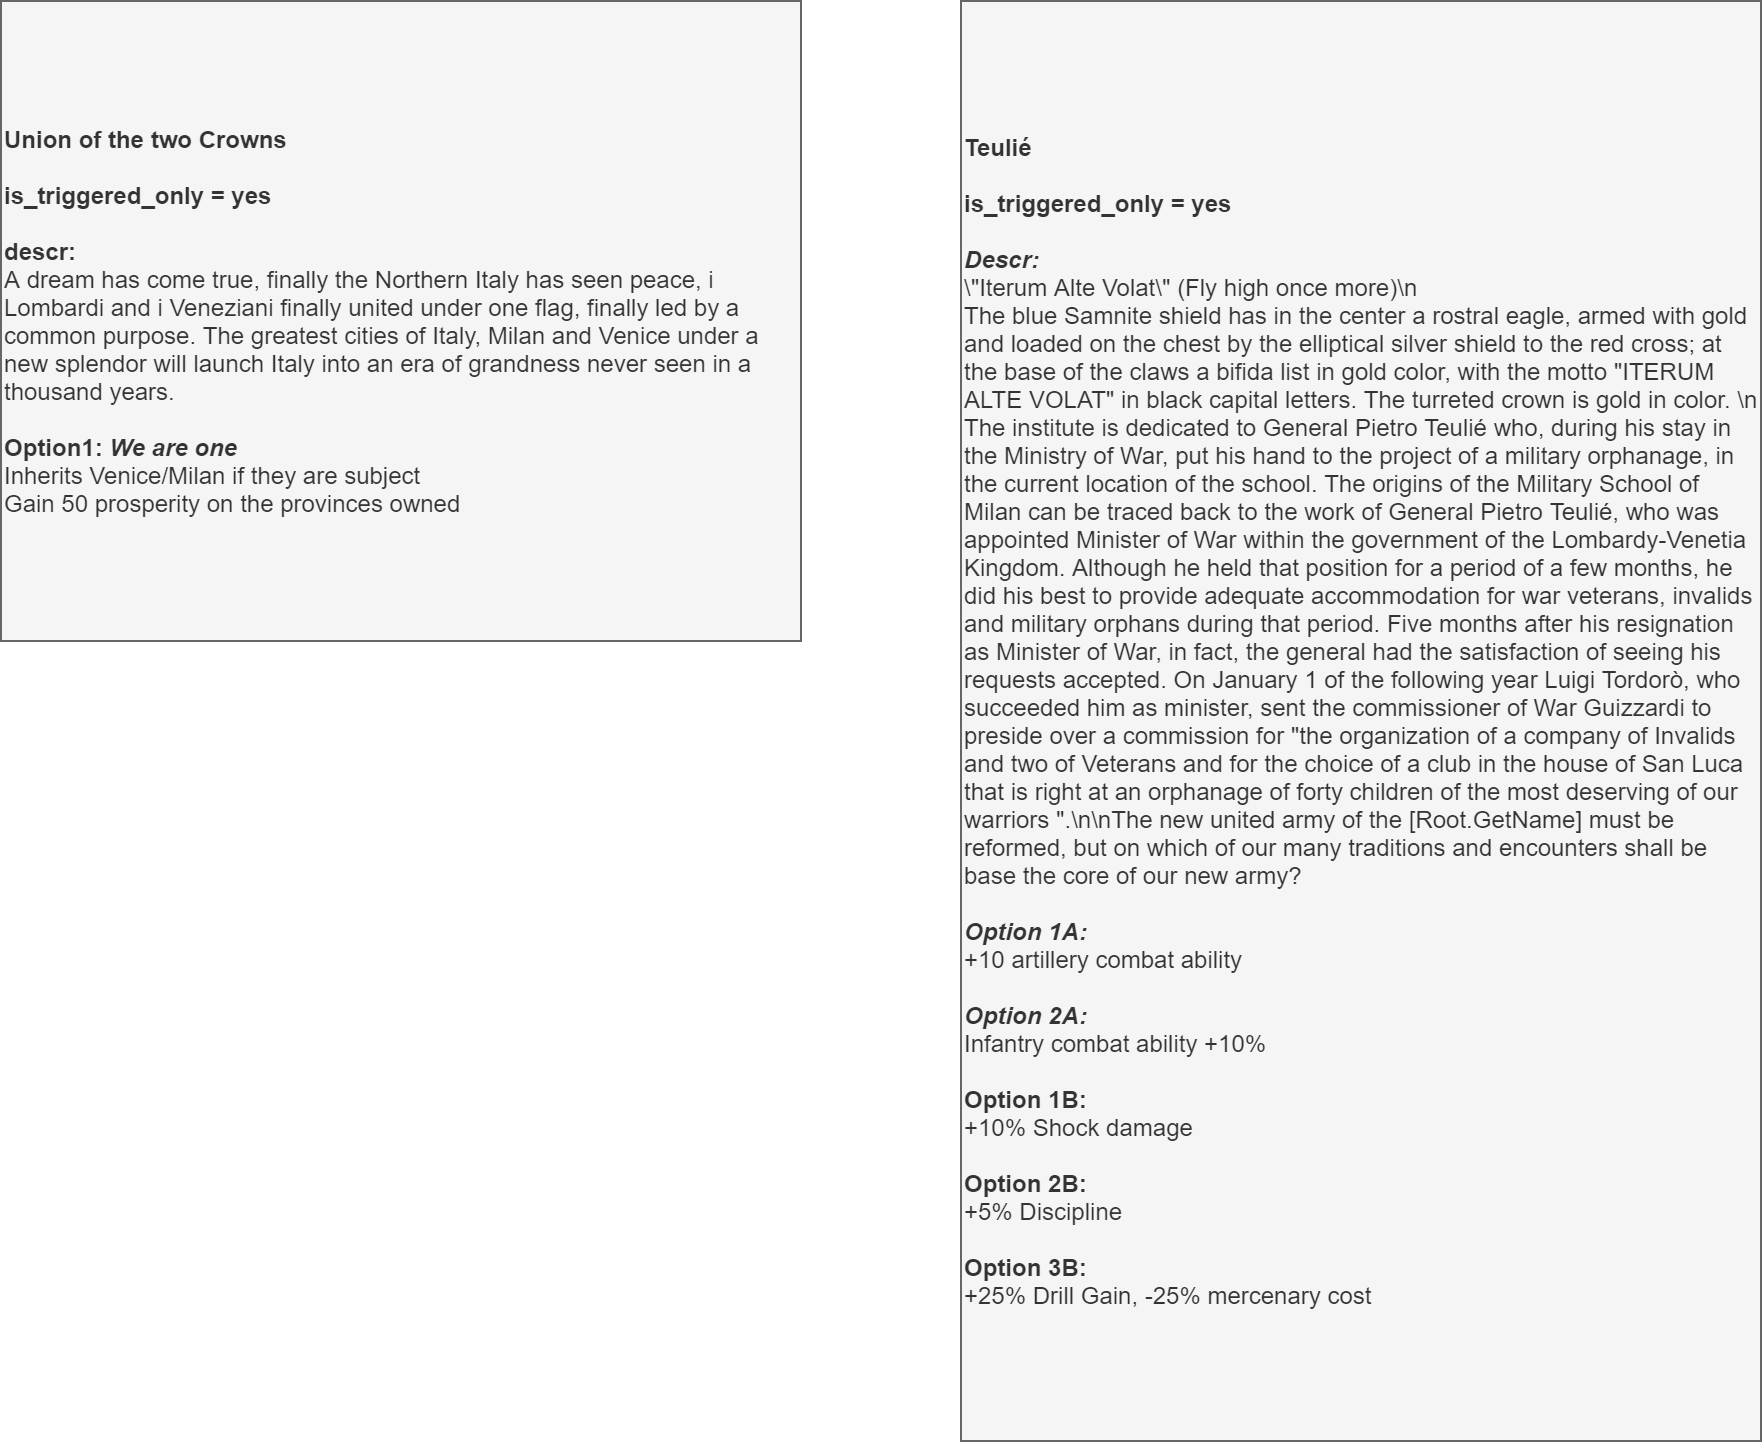 Union of the two Crowns
is_triggered_only = yes
descr:
A dream has come true, finally the Northern Italy has seen peace, i
Lombardi and i Veneziani finally united under one flag, finally led by a
common purpose. The greatest cities of Italy, Milan and Venice under a
new splendor will launch Italy into an era of grandness never seen in a
thousand years.
Option1: We are one
Inherits Venice/Milan if they are subject
Gain 50 prosperity on the provinces owned
Teulié
is_triggered_only = yes
Descr:
\"Iterum Alte Volat\" (Fly high once more)\n
The blue Samnite shield has in the center a rostral eagle, armed with gold
and loaded on the chest by the elliptical silver shield to the red cross; at
the base of the claws a bifida list in gold color, with the motto "ITERUM
ALTE VOLAT" in black capital letters. The turreted crown is gold in color. \n
The institute is dedicated to General Pietro Teulié who, during his stay in
the Ministry of War, put his hand to the project of a military orphanage, in
the current location of the school. The origins of the Military School of
Milan can be traced back to the work of General Pietro Teulié, who was
appointed Minister of War within the government of the Lombardy-Venetia
Kingdom. Although he held that position for a period of a few months, he
did his best to provide adequate accommodation for war veterans, invalids
and military orphans during that period. Five months after his resignation
as Minister of War, in fact, the general had the satisfaction of seeing his
requests accepted. On January 1 of the following year Luigi Tordorò, who
succeeded him as minister, sent the commissioner of War Guizzardi to
preside over a commission for "the organization of a company of Invalids
and two of Veterans and for the choice of a club in the house of San Luca
that is right at an orphanage of forty children of the most deserving of our
warriors ".\n\nThe new united army of the [Root.GetName] must be
reformed, but on which of our many traditions and encounters shall be
base the core of our new army?
Option 1A:
+10 artillery combat ability
Option 2A:
Infantry combat ability +10%
Option 1B:
+10% Shock damage
Option 2B:
+5% Discipline
Option 3B:
+25% Drill Gain, -25% mercenary cost